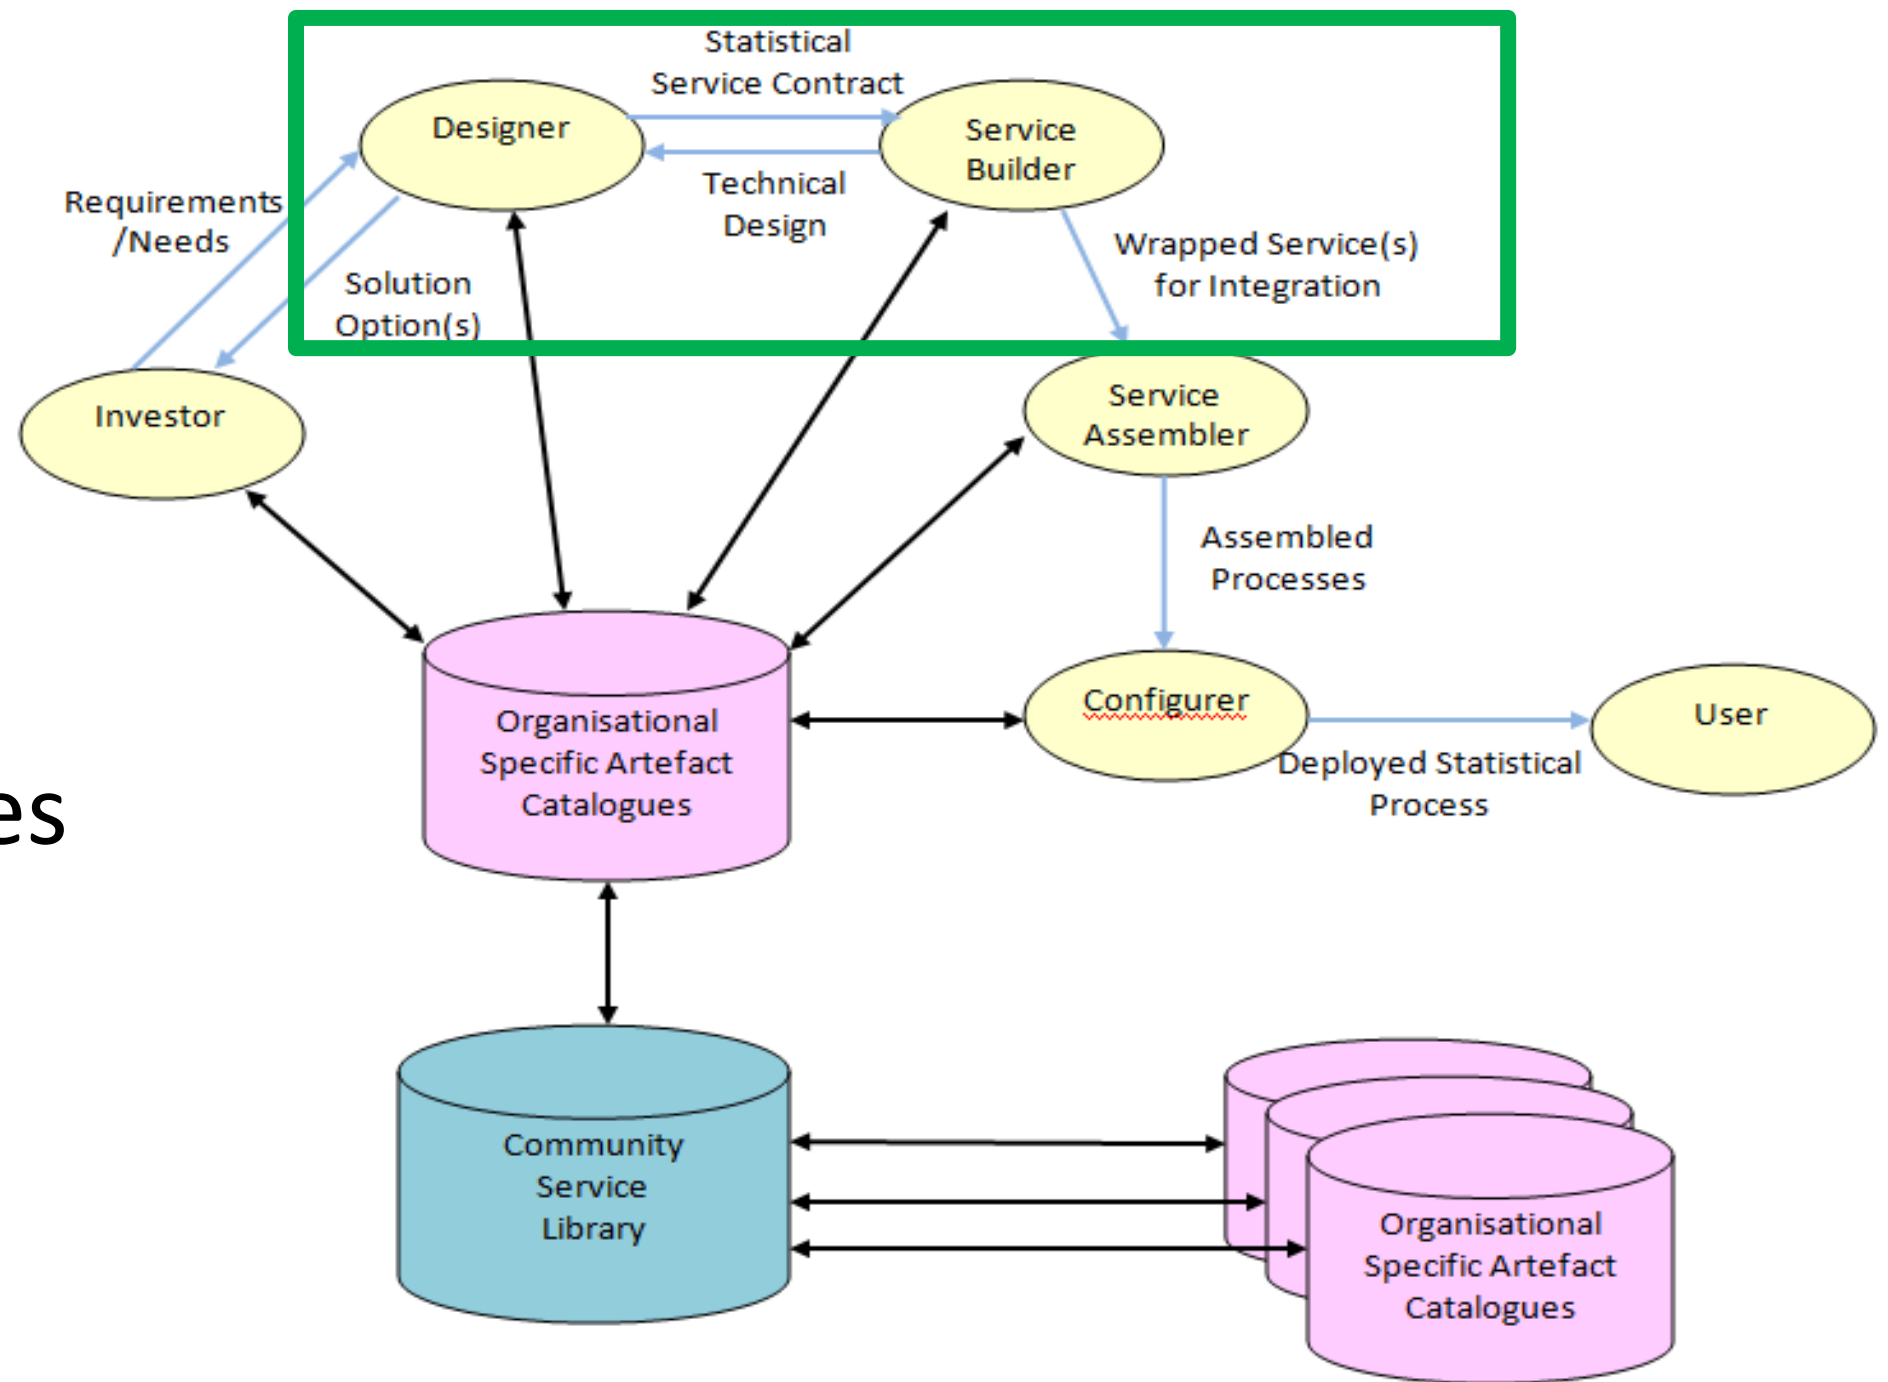 Statistical
Service Contract
Designer
Service
Builder
Technical
Design
Requirements
/Needs
Wrapped Service(s)
for Integration
Solution
Option(s)
Investor
Service
Assembler
Assembled
Processes
Configurer
User
Organisational
Specific Artefact
Catalogues
Deployed Statistical
Process
es
Community
Service
Library
Organisational
Specific Artefact
Catalogues